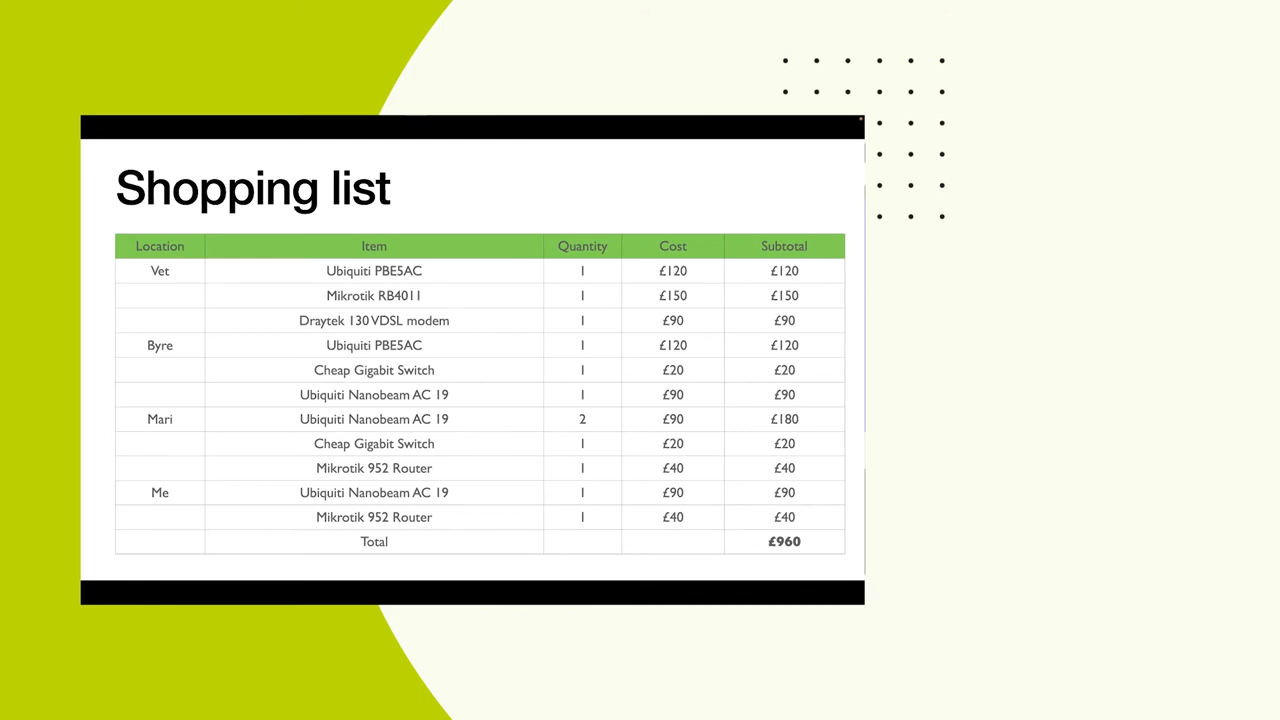 Shopping list
Location Item Quantity Cost Subtotal
Vet Ubiquiti PBE5AC 1 £120 £120
Mikrotik RB4011 1 £150 £150
Draytek 130 VDSL modem 1 £90 £90
Byre Ubiquiti PBE5AC 1 £120 £120
Cheap Gigabit Switch 1 £20 £20
Ubiquiti Nanobeam AC 19 1 £90 £90
Mari Ubiquiti Nanobeam AC 19 2 £90 £180
Cheap Gigabit Switch 1 £20 £20
Mikrotik 952 Router 1 £40 £40
Me Ubiquiti Nanobeam AC 19 1 £90 £90
Mikrotik 952 Router 1 £40 £40
Total £960